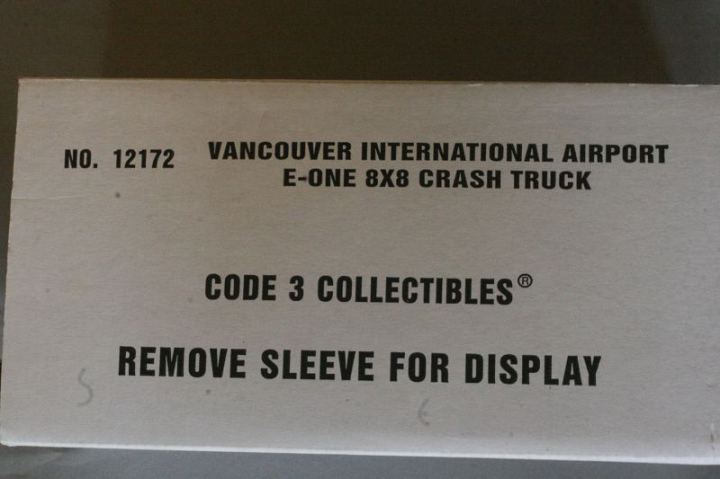 NO. 12172 VANCOUVER INTERNATIONAL AIRPORT
E-ONE 8X8 CRASH TRUCK
CODE 3 COLLECTIBLES®
REMOVE SLEEVE FOR DISPLAY